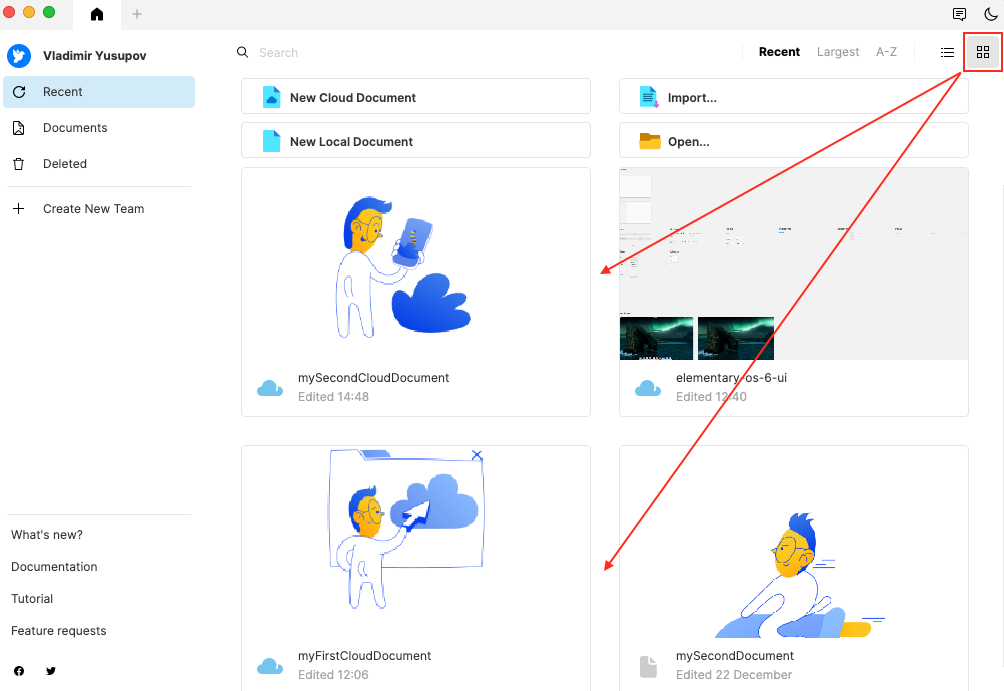 Vladimir Yusupov
Search
Recent Largest A-Z
Recent
Documents
Deleted
Create New Team
New Cloud Document
Import...
New Local Document
Open...
mySecondCloudDocument
Edited 14:48
elementary-os-6-ui
Edited 12:40
myFirstCloudDocument
Edited 12:06
mySecondDocument
Edited 22 December
What's new?
Documentation
Tutorial
Feature requests